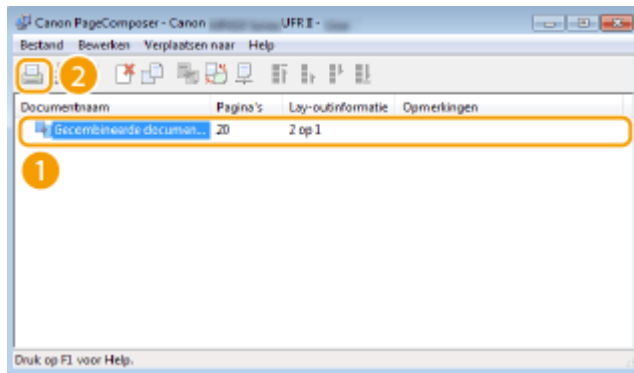 Canon PageComposer - Canon UFR II -
Bestand Bewerken Verplaatsen naar Help
2
Documentnaam Pagina's Lay-outinformatie Opmerkingen
Gecombineerde documen... 20 2 op 1
1
Druk op F1 voor Help.